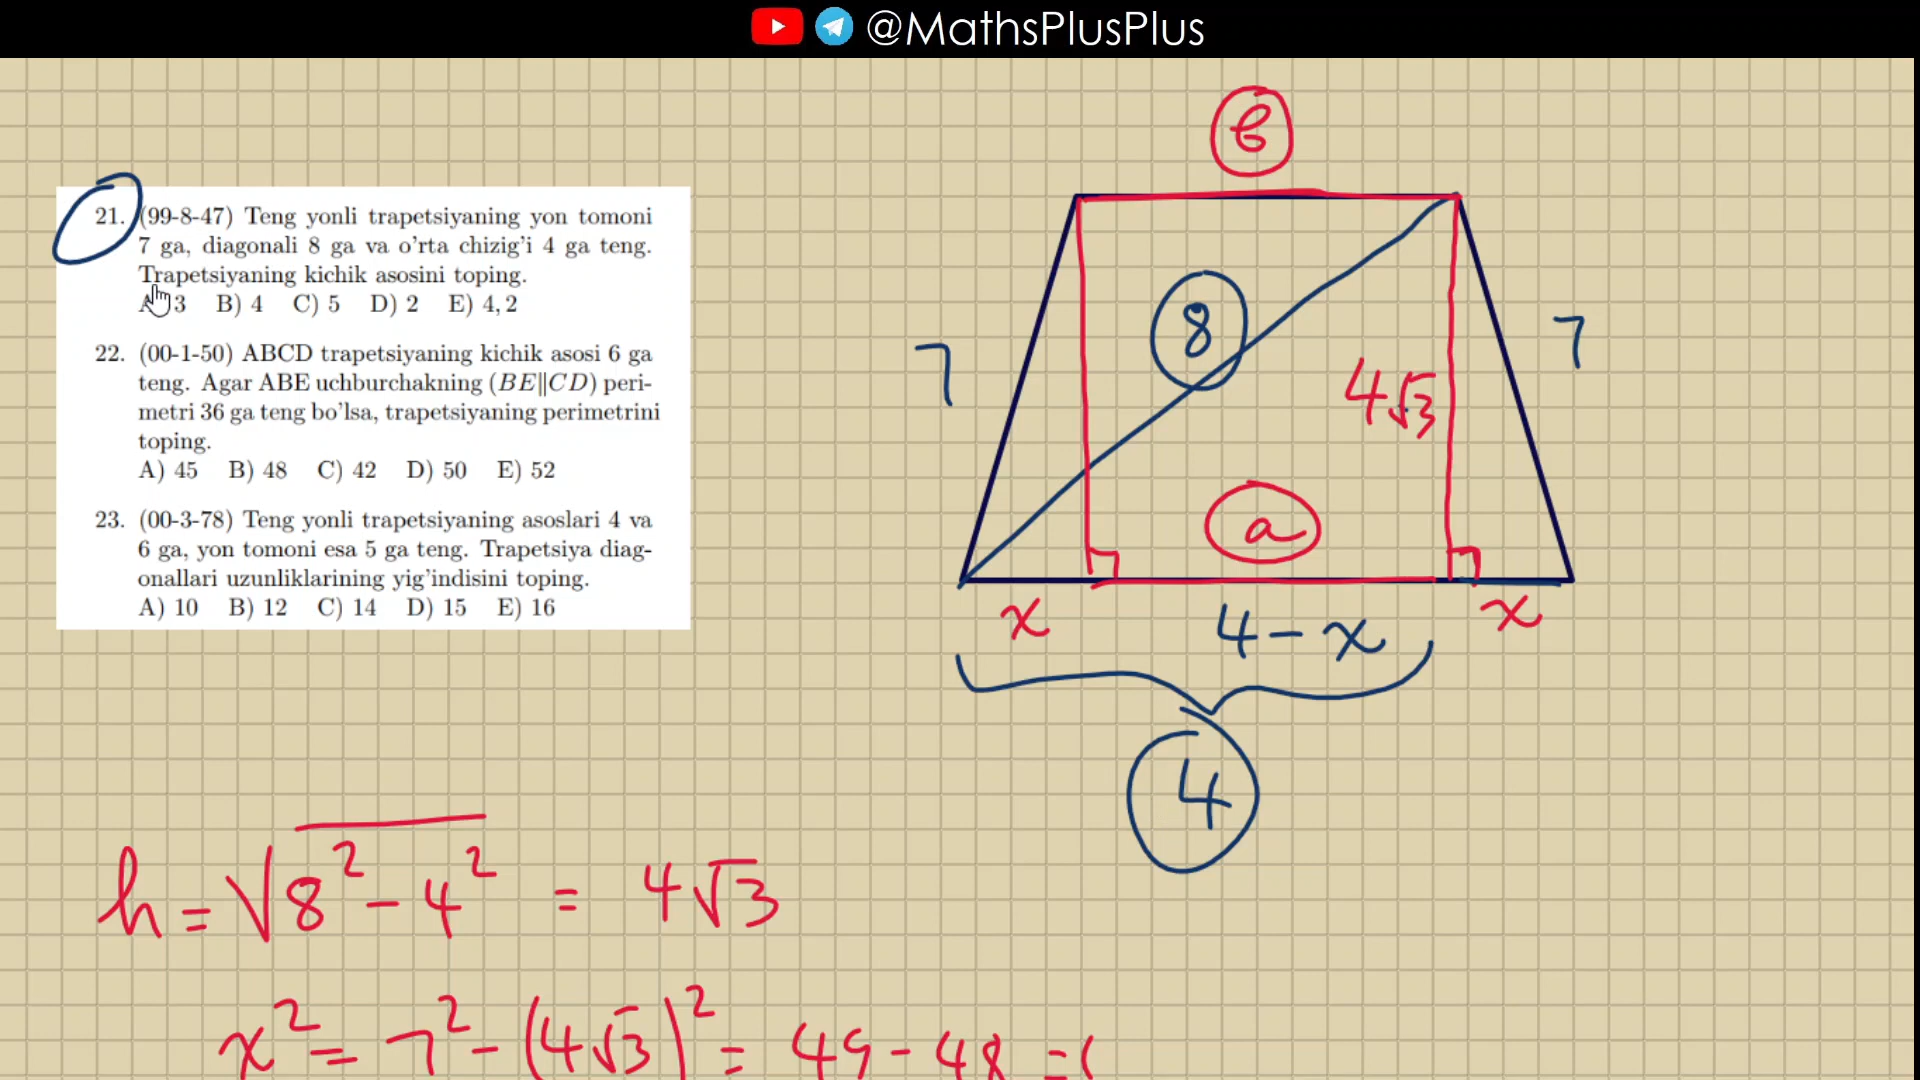 @MathsPlusPlus
21. (99-8-47) Teng yonli trapetsiyaning yon tomoni
7 ga, diagonali 8 ga va o'rta chizig'i 4 ga teng.
Trapetsiyaning kichik asosini toping.
A) 3 B) 4 C) 5 D) 2 E) 4, 2
22. (00-1-50) ABCD trapetsiyaning kichik asosi 6 ga
teng. Agar ABE uchburchakning (BE∥CD) peri-
metri 36 ga teng bo'lsa, trapetsiyaning perimetrini
toping.
A) 45 B) 48 C) 42 D) 50 E) 52
23. (00-3-78) Teng yonli trapetsiyaning asoslari 4 va
6 ga, yon tomoni esa 5 ga teng. Trapetsiya diag-
onallari uzunliklarining yig'indisini toping.
A) 10 B) 12 C) 14 D) 15 E) 16
в
8
7
7
4√3
a
x
4 - x
x
4
h = √8² - 4² = 4√3
x² = 7² - (4√3)² = 49 - 48 =